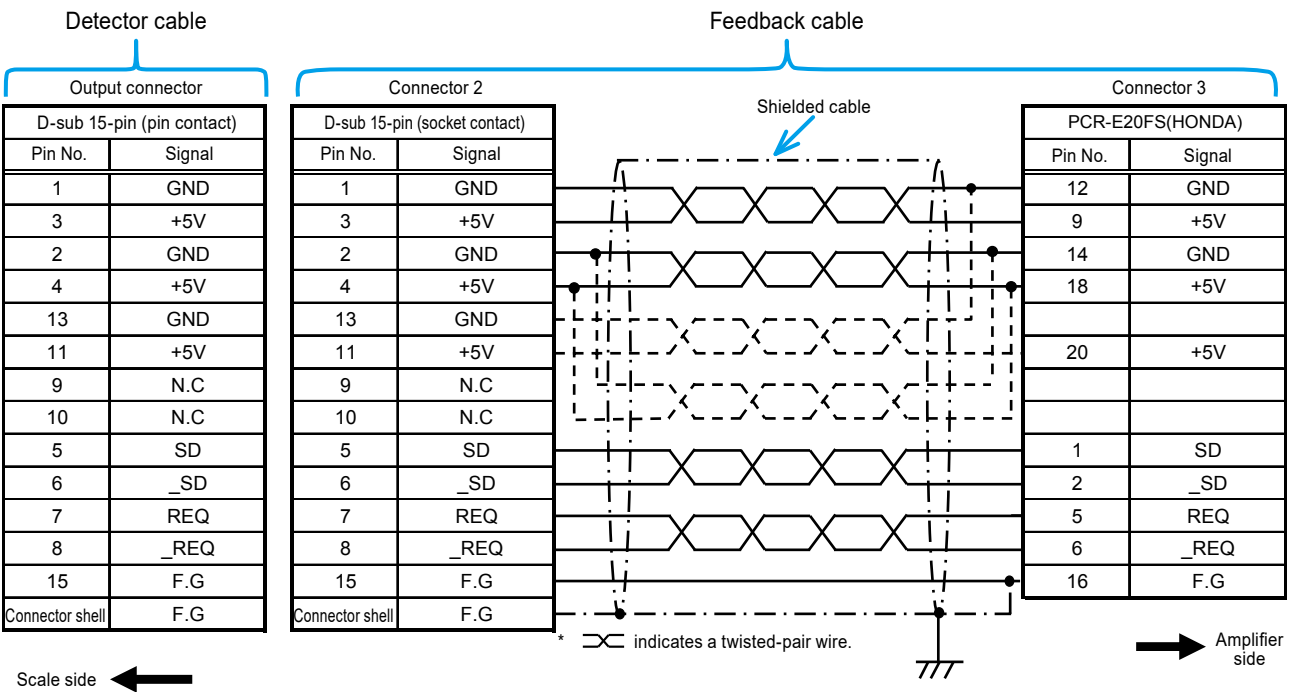 Detector cable
Feedback cable
Output connector
Connector 2
Connector 3
Shielded cable
D-sub 15-pin (pin contact)
Pin No. Signal
1 GND
3 +5V
2 GND
4 +5V
13 GND
11 +5V
9 N.C
10 N.C
5 SD
6 _SD
7 REQ
8 _REQ
15 F.G
Connector shell F.G
D-sub 15-pin (socket contact)
Pin No. Signal
1 GND
3 +5V
2 GND
4 +5V
13 GND
11 +5V
9 N.C
10 N.C
5 SD
6 _SD
7 REQ
8 _REQ
15 F.G
Connector shell F.G
PCR-E20FS(HONDA)
Pin No. Signal
12 GND
9 +5V
14 GND
18 +5V
20 +5V
1 SD
2 _SD
5 REQ
6 _REQ
16 F.G
* indicates a twisted-pair wire.
Amplifier
side
Scale side